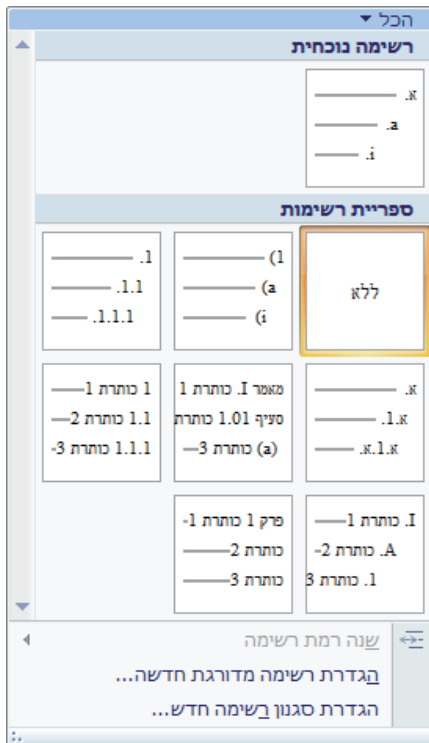 הכל
רשימה נוכחית
א.
a.
i.
ספריית רשימות
ללא
1)
a)
i)
1.
1.1.
1.1.1.
א.
א.1.
א.1.א.
מאמר I. כותרת 1
סעיף 1.01 כותרת
(a) כותרת 3
1 כותרת 1
1.1 כותרת 2
1.1.1 כותרת 3-
I. כותרת 1
A. כותרת 2-
1. כותרת 3
פרק 1 כותרת 1-
כותרת 2
כותרת 3
שנה רמת רשימה
הגדרת רשימה מדורגת חדשה...
הגדרת סגנון רשימה חדש...